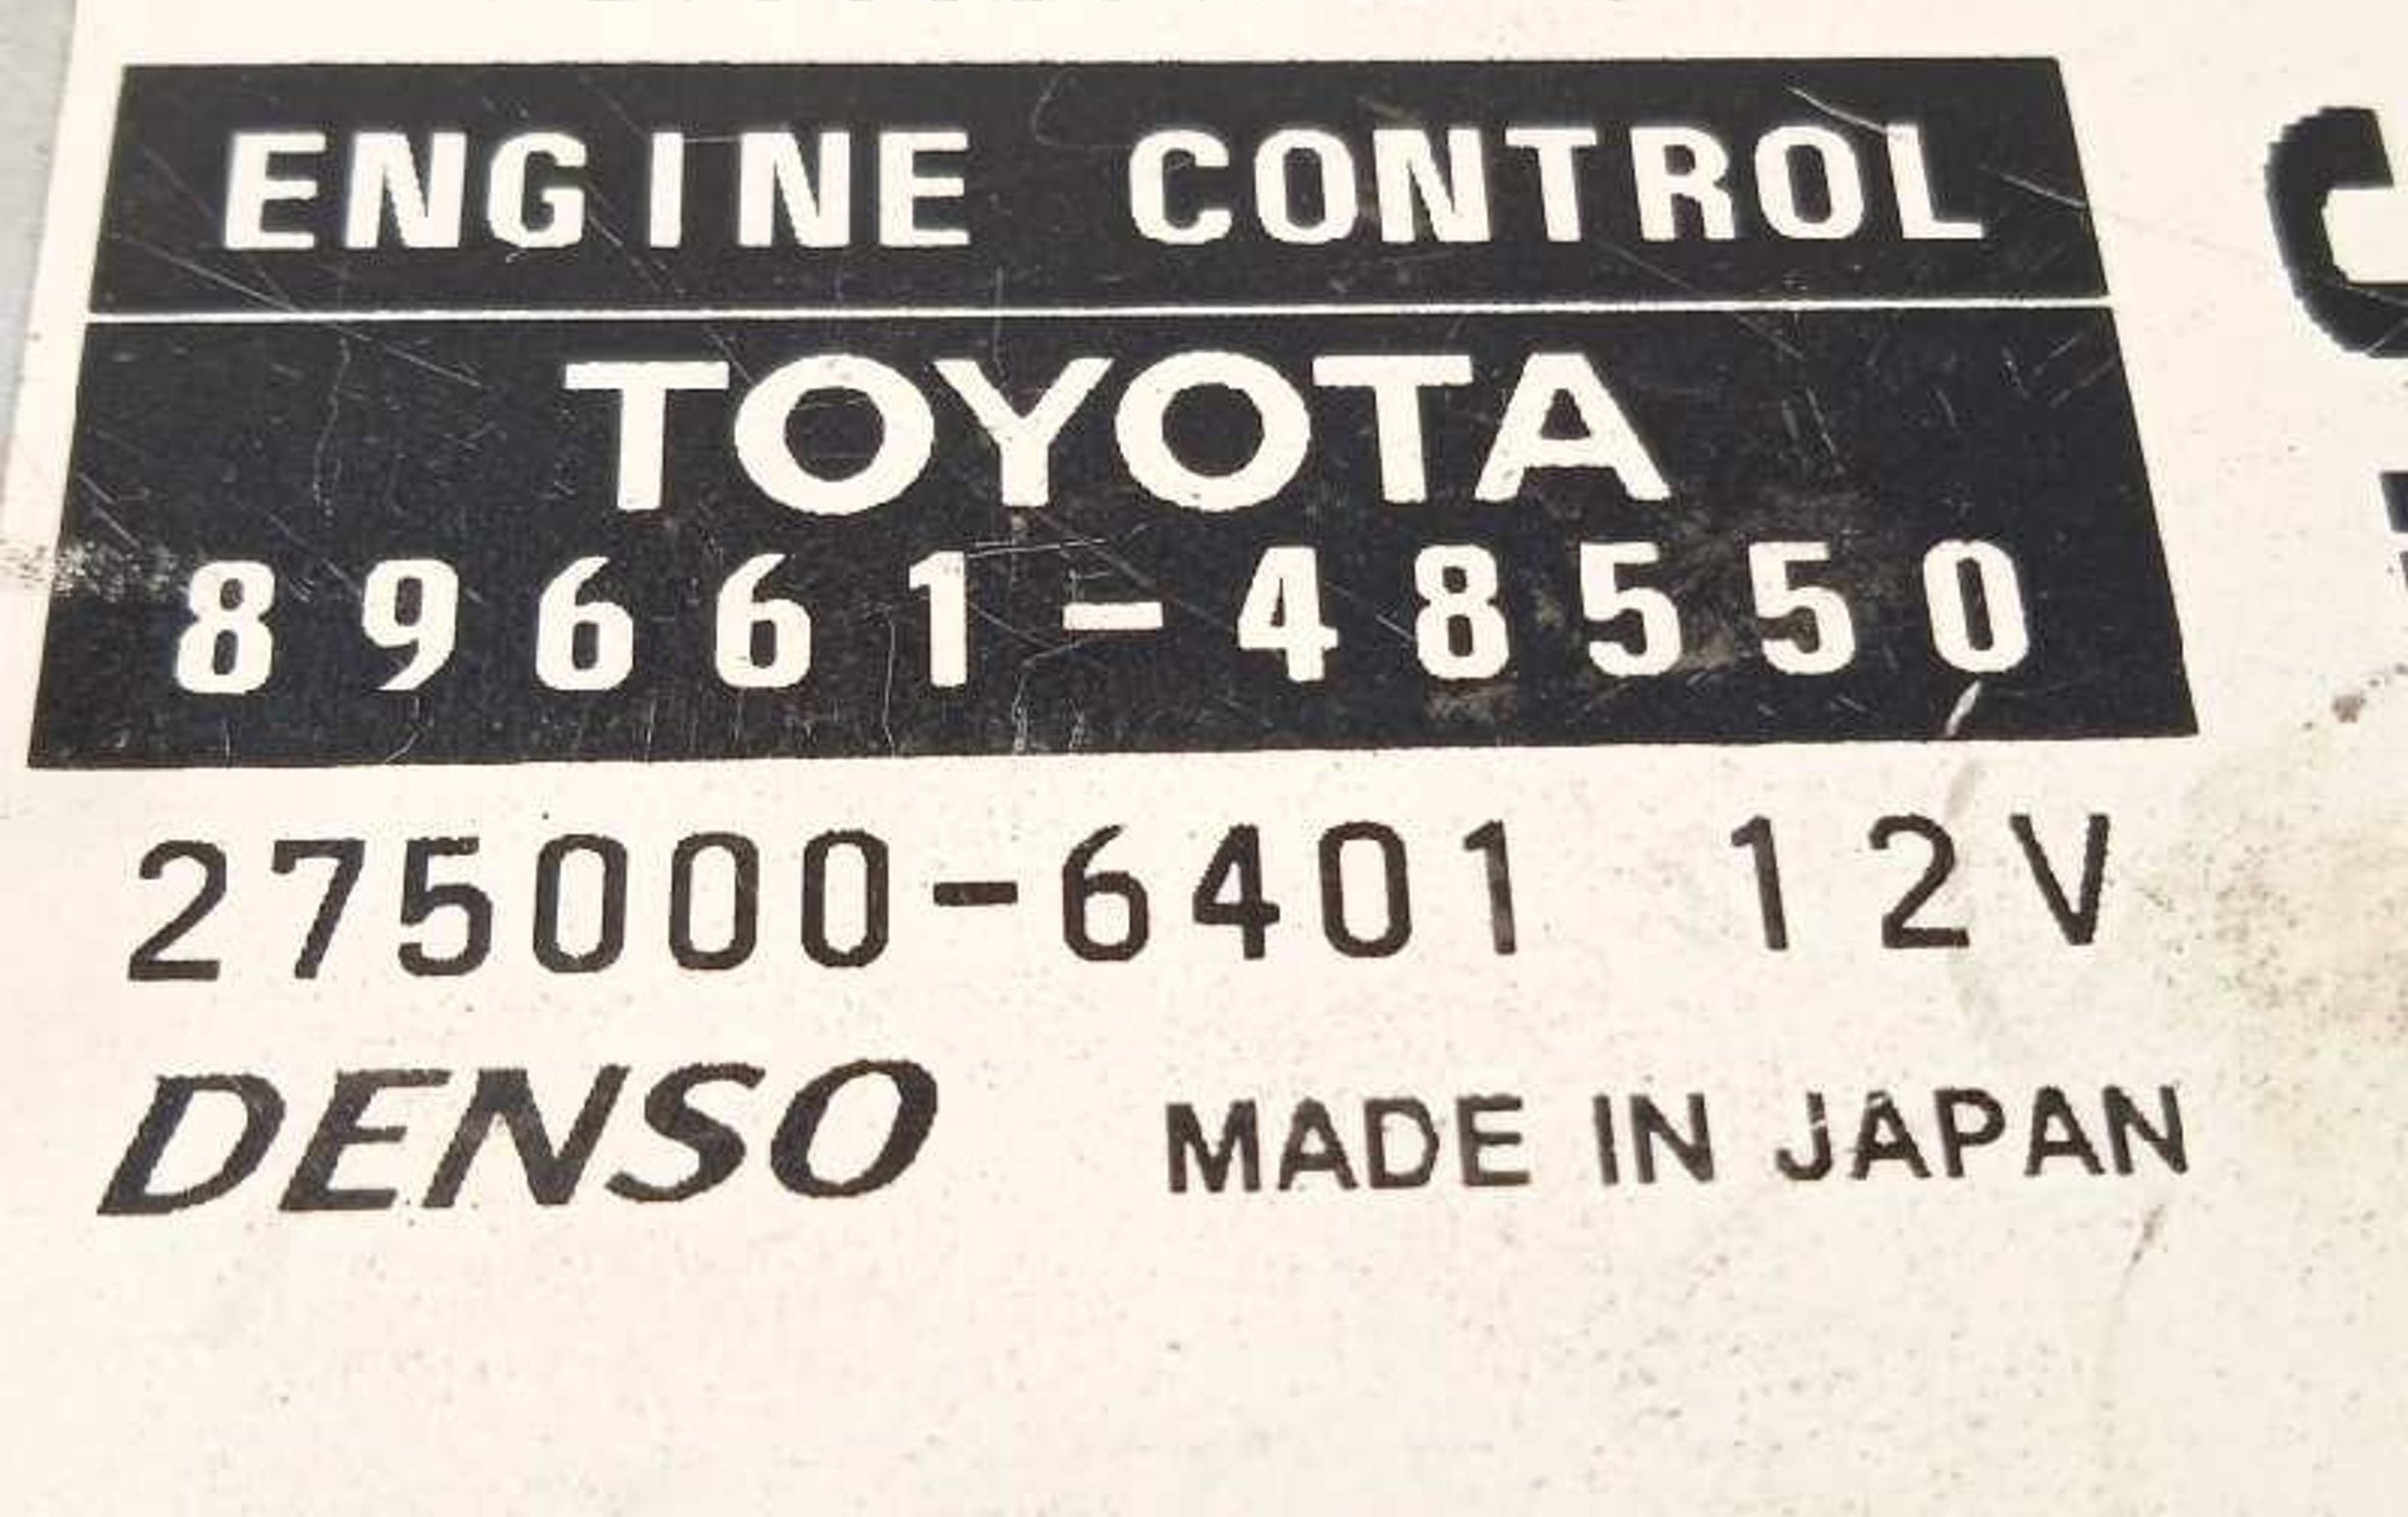 ENGINE CONTROL
TOYOTA
89661-48550
275000-6401 12V
DENSO MADE IN JAPAN